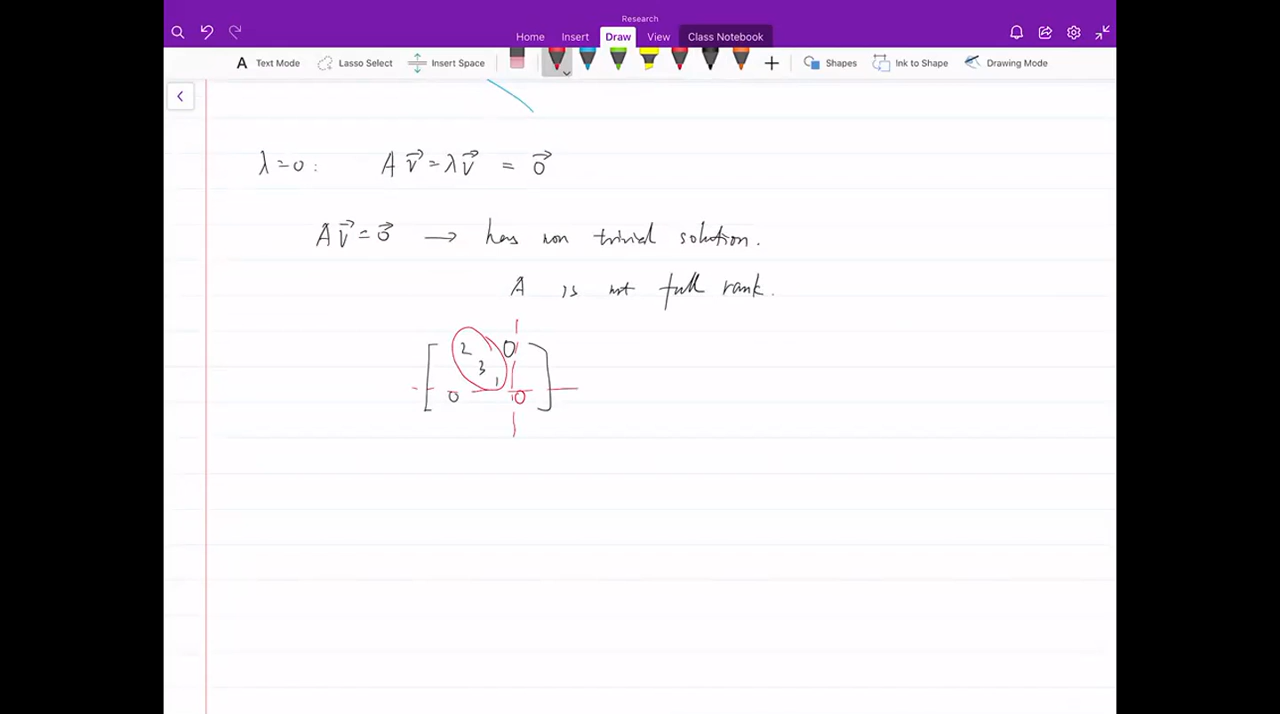 Research
Home Insert Draw View Class Notebook
Text Mode Lasso Select Insert Space Shapes Ink to Shape Drawing Mode
λ=0: A v⃗ = λ v⃗ = 0⃗
A v⃗ = 0⃗ → has non trivial solution.
A is not full rank.
2 0
3
1
0 0